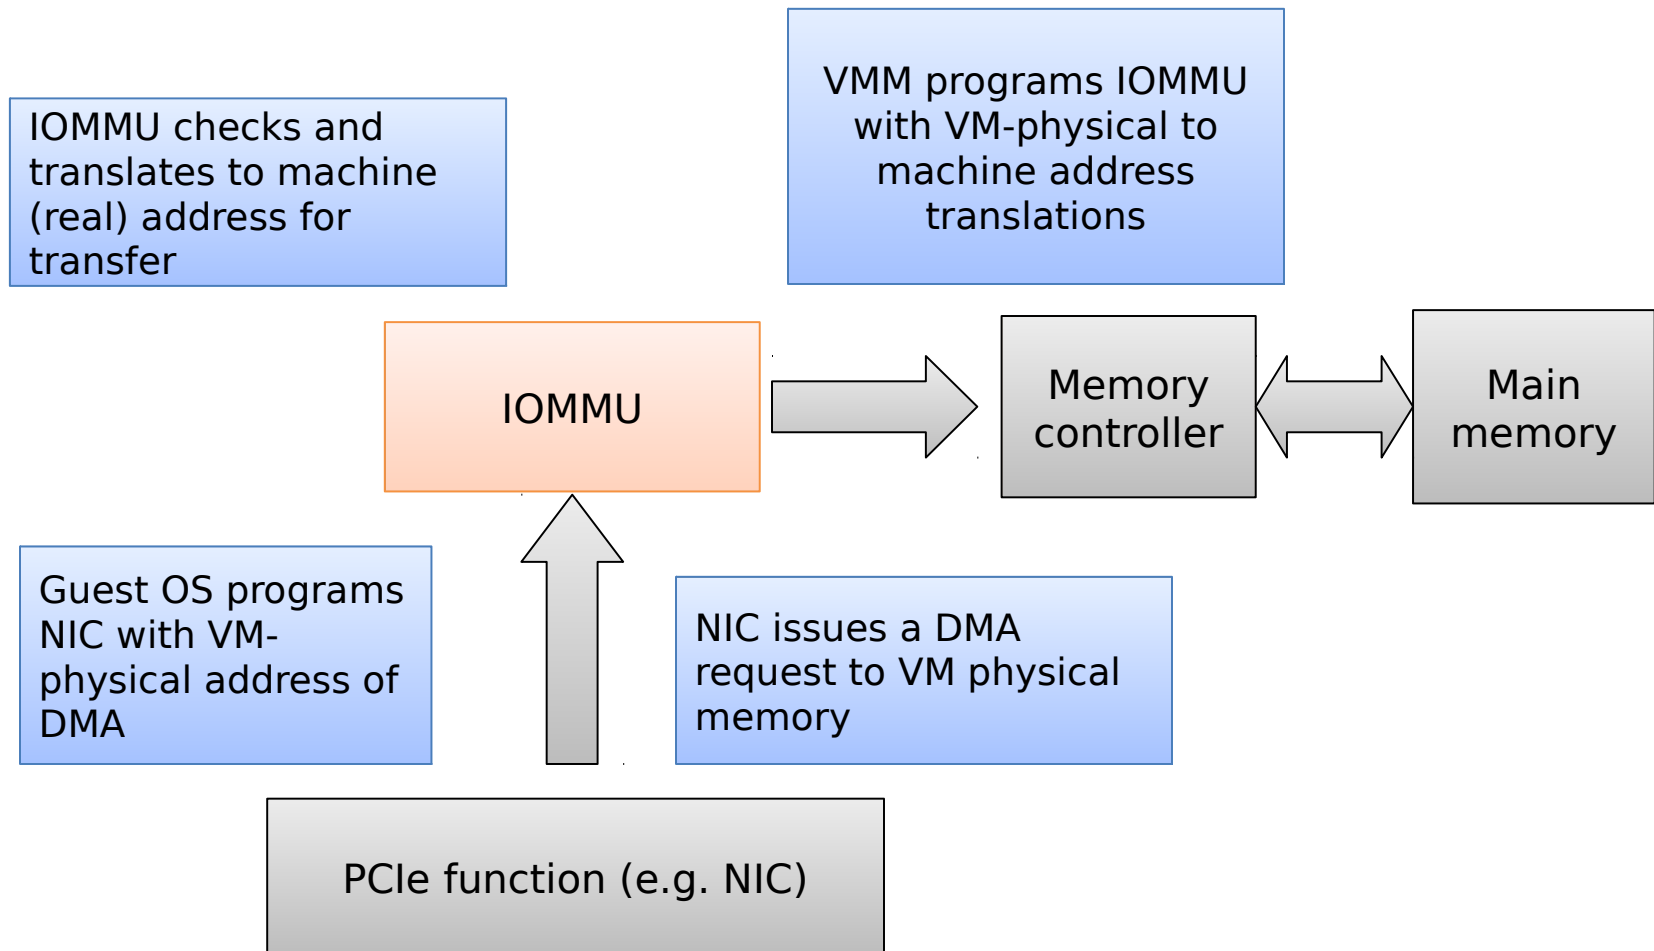 IOMMU checks and
translates to machine
(real) address for
transfer
VMM programs IOMMU
with VM-physical to
machine address
translations
IOMMU
Memory
controller
Main
memory
Guest OS programs
NIC with VM-
physical address of
DMA
NIC issues a DMA
request to VM physical
memory
PCIe function (e.g. NIC)